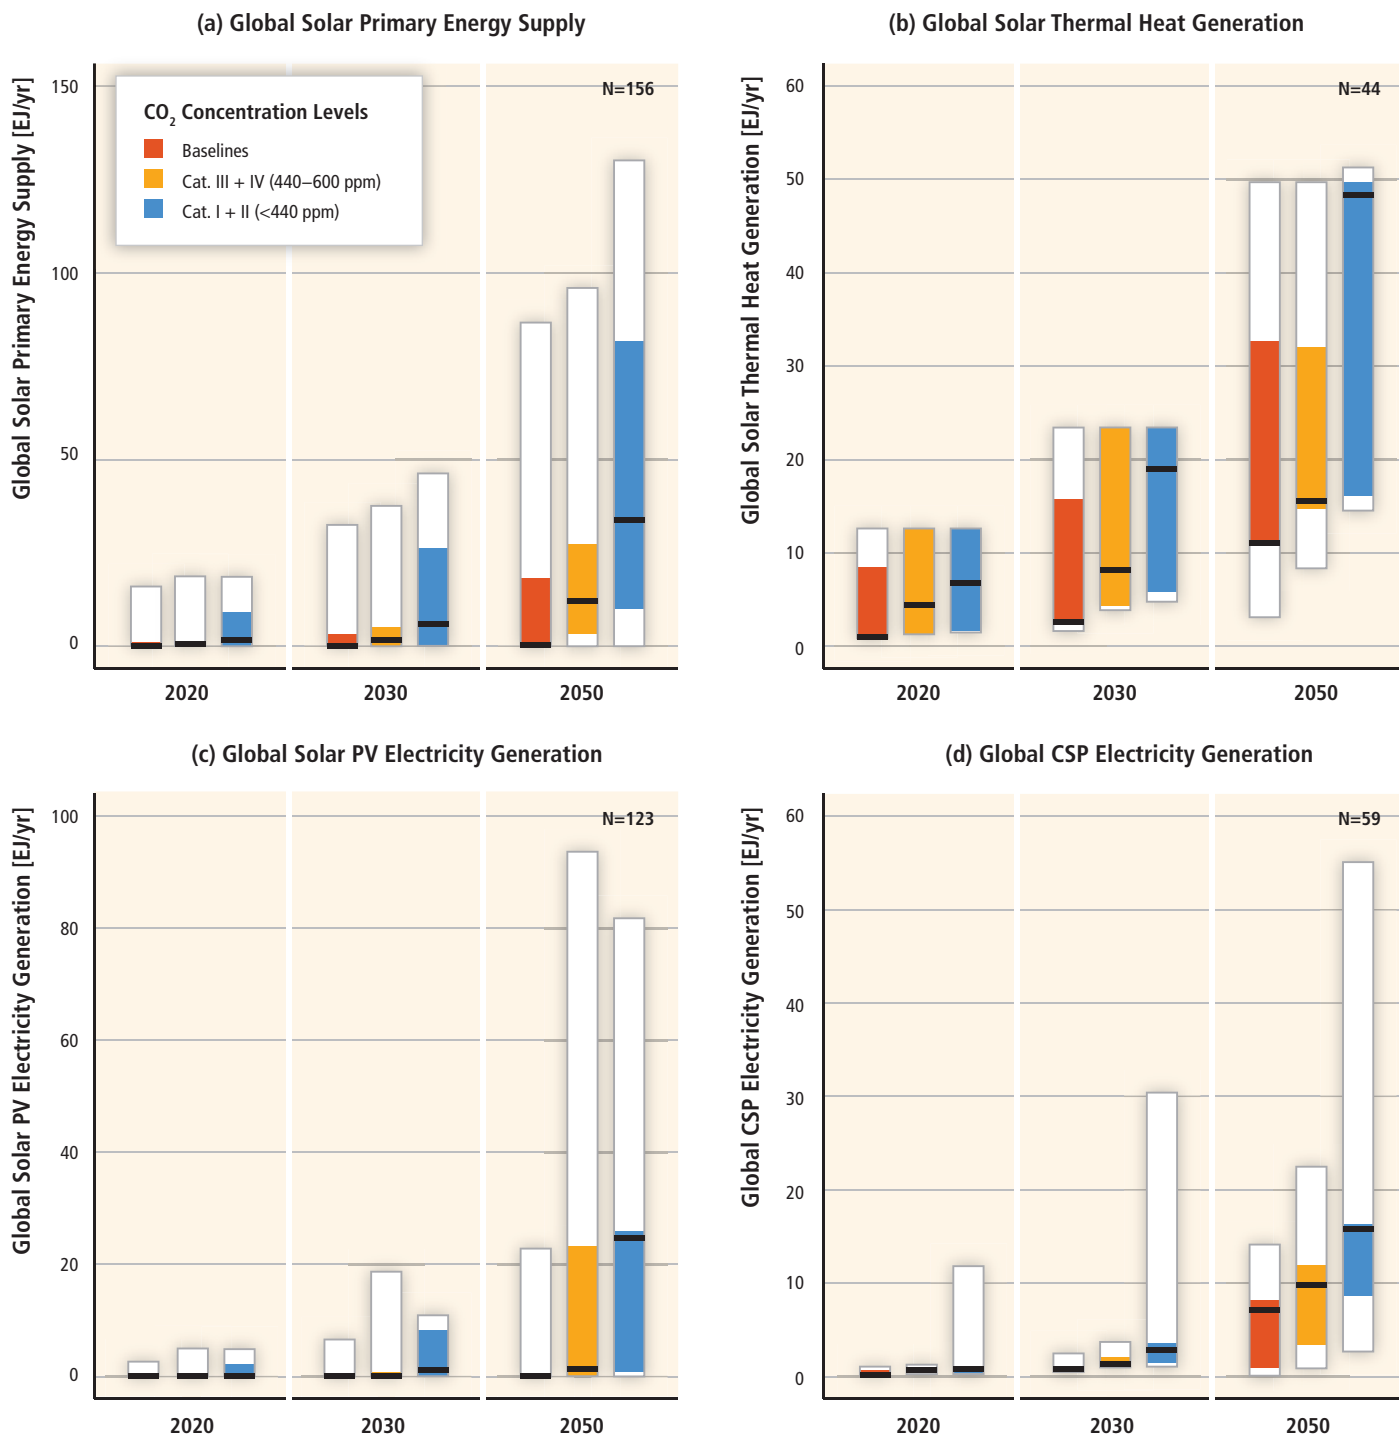 (a) Global Solar Primary Energy Supply
Global Solar Primary Energy Supply [EJ/yr]
150
100
50
0
N=156
CO2 Concentration Levels
Baselines
Cat. III + IV (440–600 ppm)
Cat. I + II (<440 ppm)
2020
2030
2050
(b) Global Solar Thermal Heat Generation
Global Solar Thermal Heat Generation [EJ/yr]
60
50
40
30
20
10
0
N=44
2020
2030
2050
(c) Global Solar PV Electricity Generation
Global Solar PV Electricity Generation [EJ/yr]
100
80
60
40
20
0
N=123
2020
2030
2050
(d) Global CSP Electricity Generation
Global CSP Electricity Generation [EJ/yr]
60
50
40
30
20
10
0
N=59
2020
2030
2050